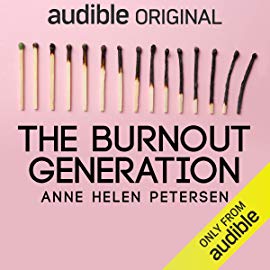 audible ORIGINAL
THE BURNOUT
GENERATION
ANNE HELEN PETERSEN
ONLY FROM
audible